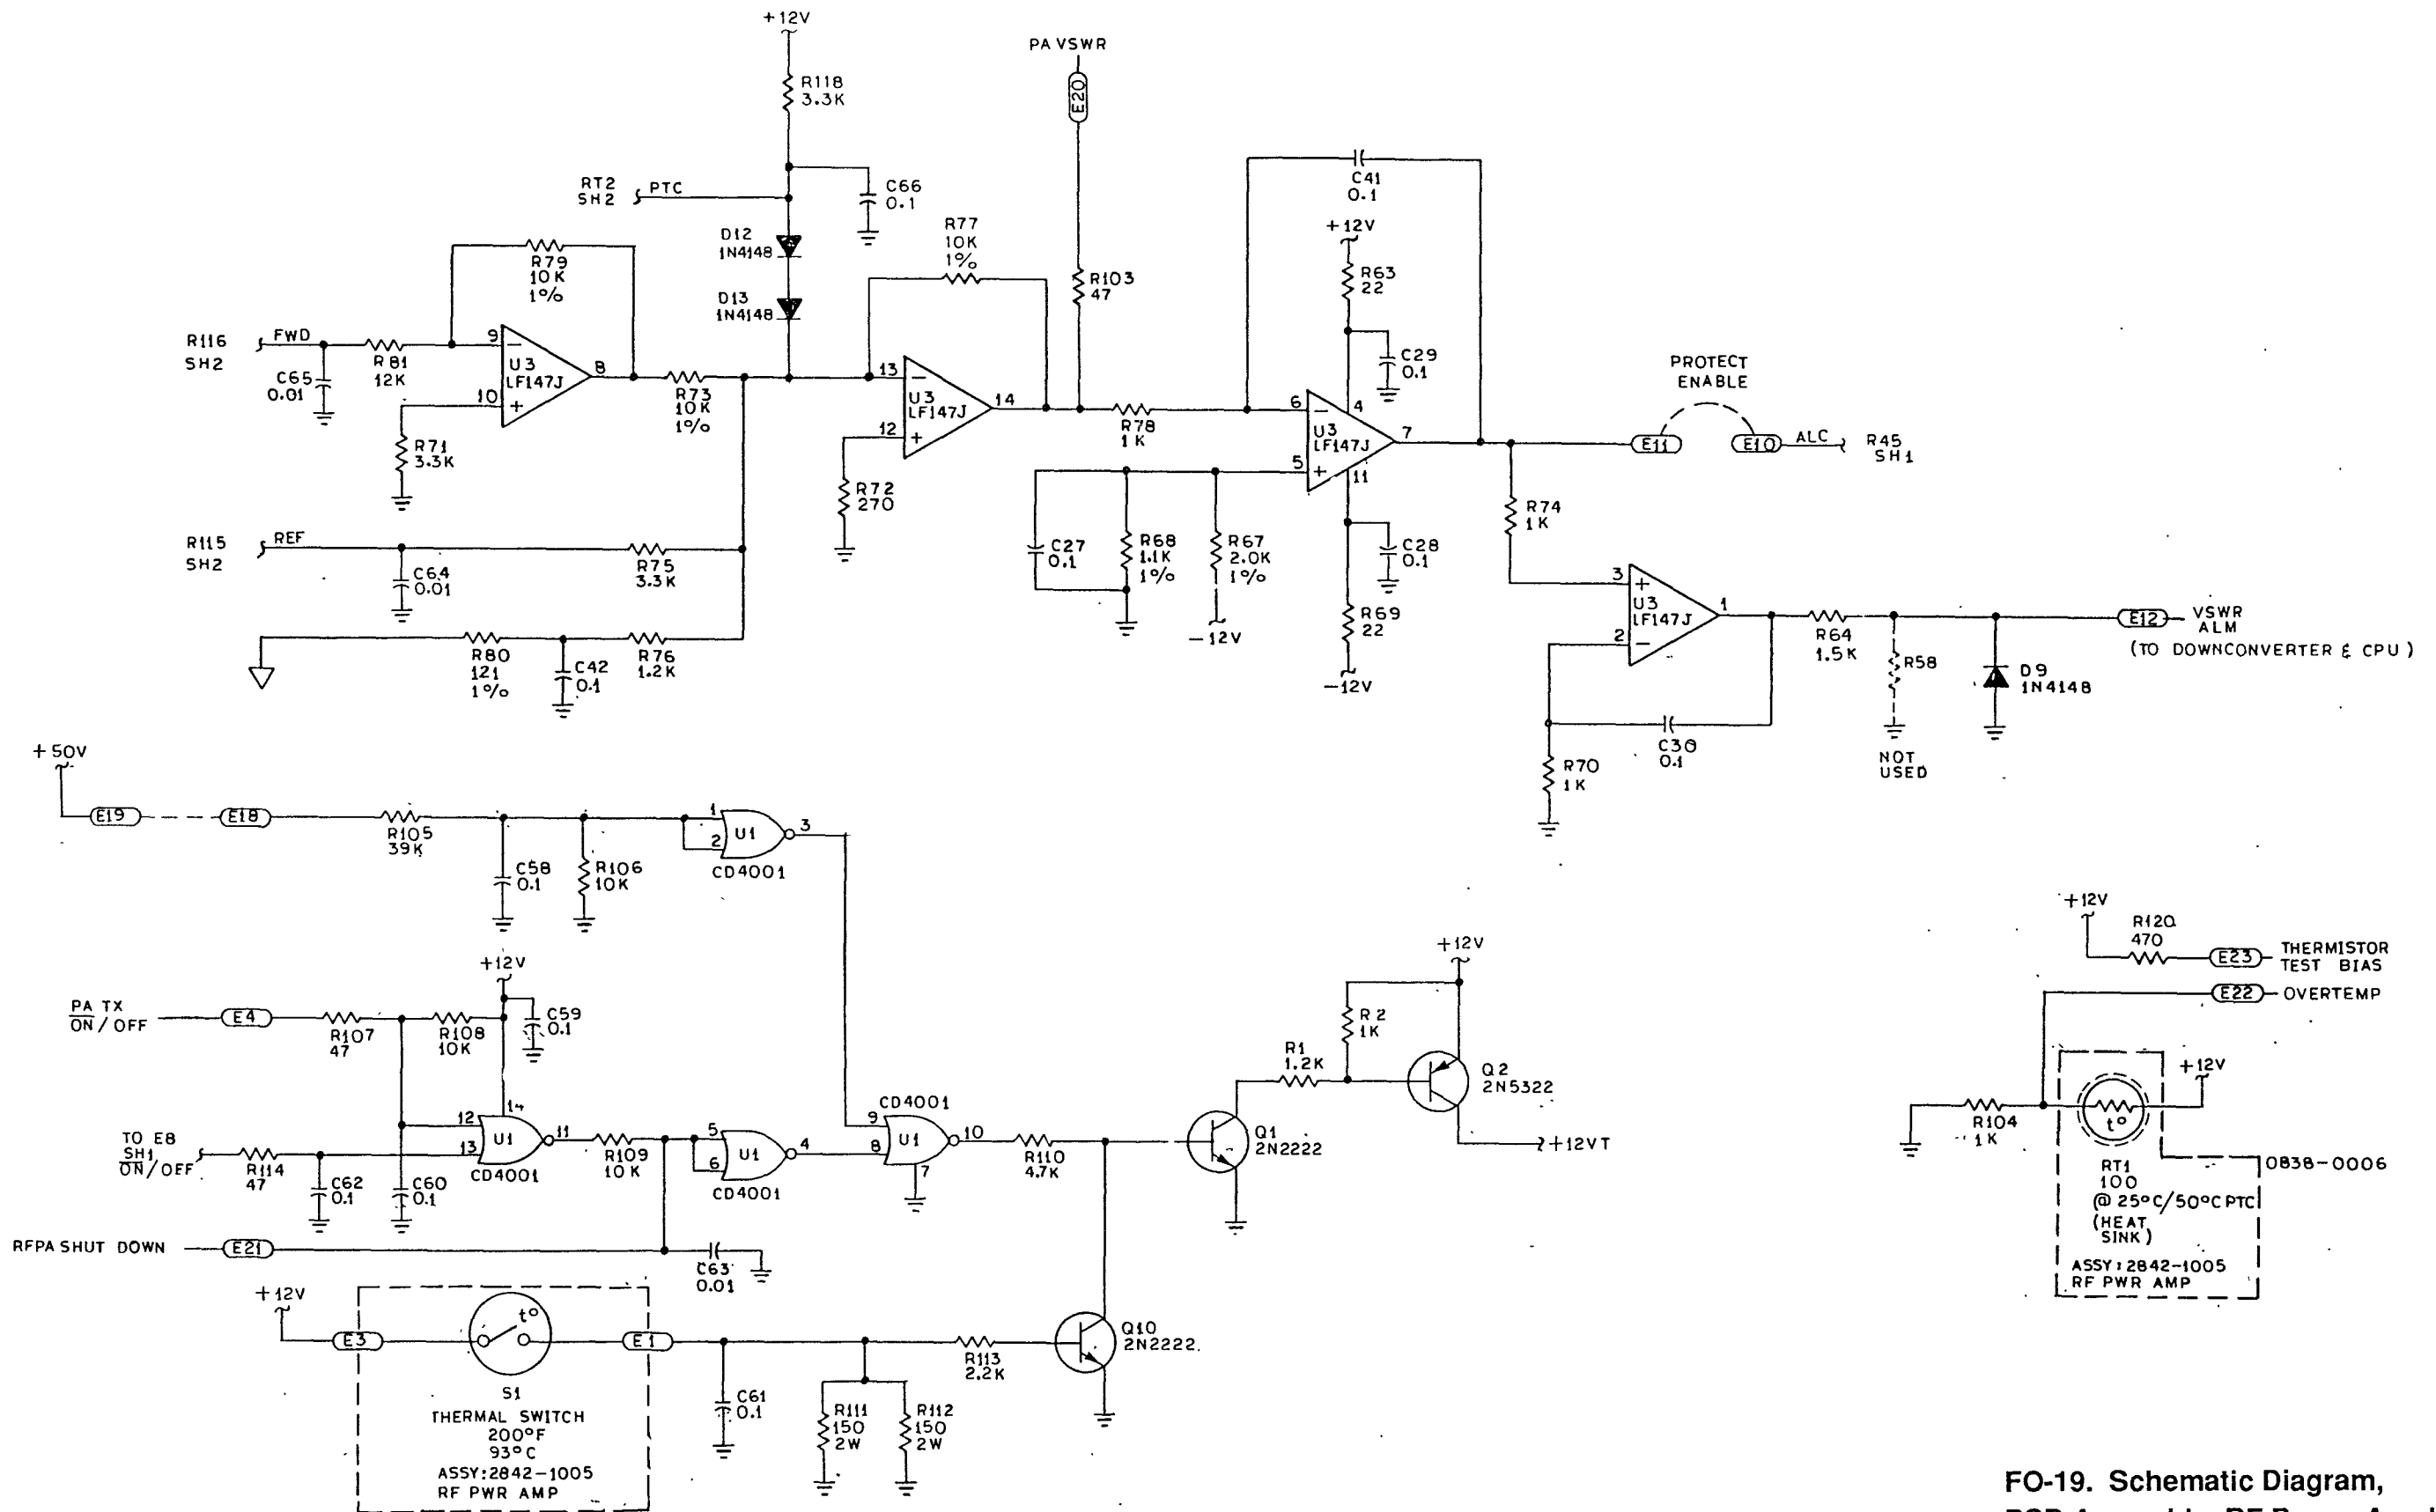 +12V
R118
3.3K
PA VSWR
E20
RT2
SH2
PTC
C66
0.1
D12
1N4148
D13
1N4148
R77
10K
1%
R103
47
C41
0.1
+12V
R63
22
C29
0.1
R79
10K
1%
R116
SH2
FWD
C65
0.01
R81
12K
9
10
U3
LF147J
8
R71
3.3K
R73
10K
1%
13
12
U3
LF147J
14
R72
270
R78
1K
6
5
4
11
U3
LF147J
7
PROTECT
ENABLE
E11
E10
ALC
R45
SH1
R115
SH2
REF
C64
0.01
R75
3.3K
R80
121
1%
C42
0.1
R76
1.2K
C27
0.1
R68
1.1K
1%
R67
2.0K
1%
-12V
C28
0.1
R69
22
-12V
R74
1K
3
2
U3
LF147J
1
R64
1.5K
R58
NOT
USED
D9
1N4148
E12
VSWR
ALM
(TO DOWNCONVERTER & CPU)
C30
0.1
R70
1K
+50V
E19
E18
R105
39K
C58
0.1
R106
10K
1
2
U1
3
CD4001
+12V
C59
0.1
PA TX
ON/OFF
E4
R107
47
R108
10K
TO E8
SH1
ON/OFF
R114
47
C62
0.1
C60
0.1
12
13
14
U1
11
CD4001
R109
10K
5
6
U1
4
CD4001
CD4001
9
8
U1
10
7
R110
4.7K
Q1
2N2222
R1
1.2K
R2
1K
+12V
Q2
2N5322
+12VT
RFPA SHUT DOWN
E21
C63
0.01
+12V
E3
t°
E1
S1
THERMAL SWITCH
200°F
93°C
ASSY:2842-1005
RF PWR AMP
C61
0.1
R111
150
2W
R112
150
2W
R113
2.2K
Q10
2N2222
+12V
R120
470
E23
THERMISTOR
TEST BIAS
E22
OVERTEMP
R104
1K
t°
+12V
0838-0006
RT1
100
@ 25°C/50°C PTC
(HEAT
SINK)
ASSY:2842-1005
RF PWR AMP
FO-19. Schematic Diagram,